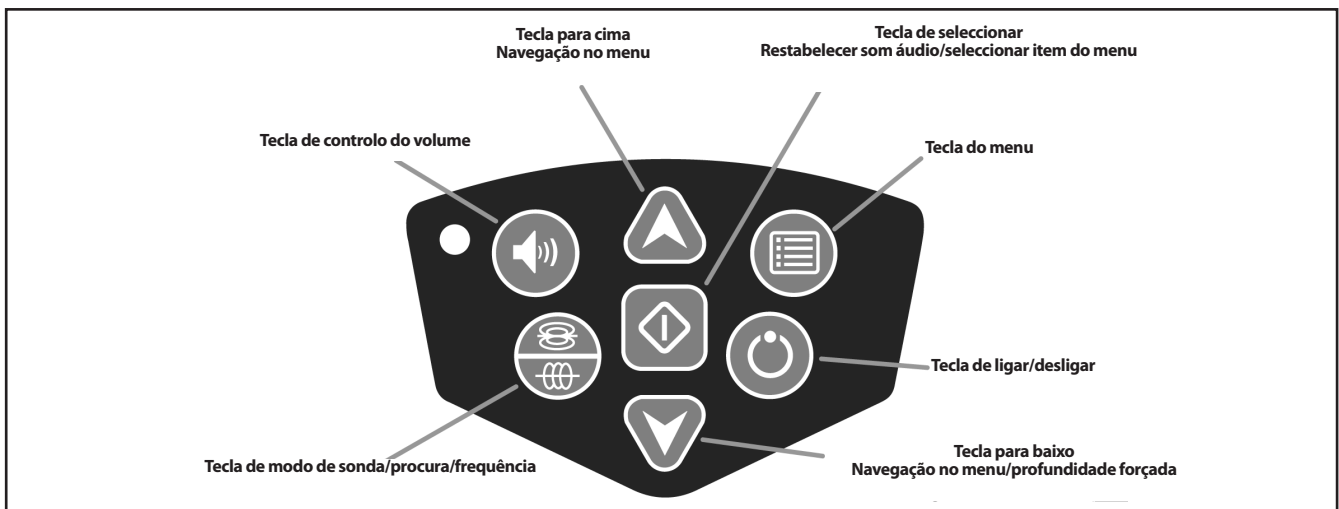 Tecla para cima
Navegação no menu
Tecla de seleccionar
Restabelecer som áudio/seleccionar item do menu
Tecla de controlo do volume
Tecla do menu
Tecla de ligar/desligar
Tecla de modo de sonda/procura/frequência
Tecla para baixo
Navegação no menu/profundidade forçada